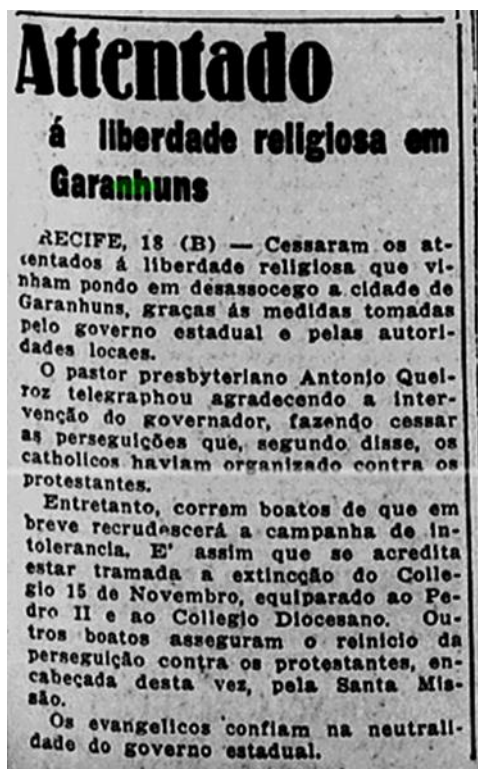 Attentado
á liberdade religiosa em
Garanhuns
RECIFE, 18 (B) — Cessaram os at-
tentados á liberdade religiosa que vi-
nham pondo em desassocego a cidade de
Garanhuns, graças ás medidas tomadas
pelo governo estadual e pelas autori-
dades locaes.
O pastor presbyteriano Antonio Quei-
roz telegraphou agradecendo a inter-
venção do governador, fazendo cessar
as perseguições que, segundo disse, os
catholicos haviam organizado contra os
protestantes.
Entretanto, correm boatos de que em
breve recrudescerá a campanha de in-
tolerancia. E' assim que se acredita
estar tramada a extincção do Colle-
gio 15 de Novembro, equiparado ao Pe-
dro II e ao Collegio Diocesano. Ou-
tros boatos asseguram o reinicio da
perseguição contra os protestantes, en-
cabeçada desta vez, pela Santa Mis-
são.
Os evangelicos confiam na neutrali-
dade do governo estadual.